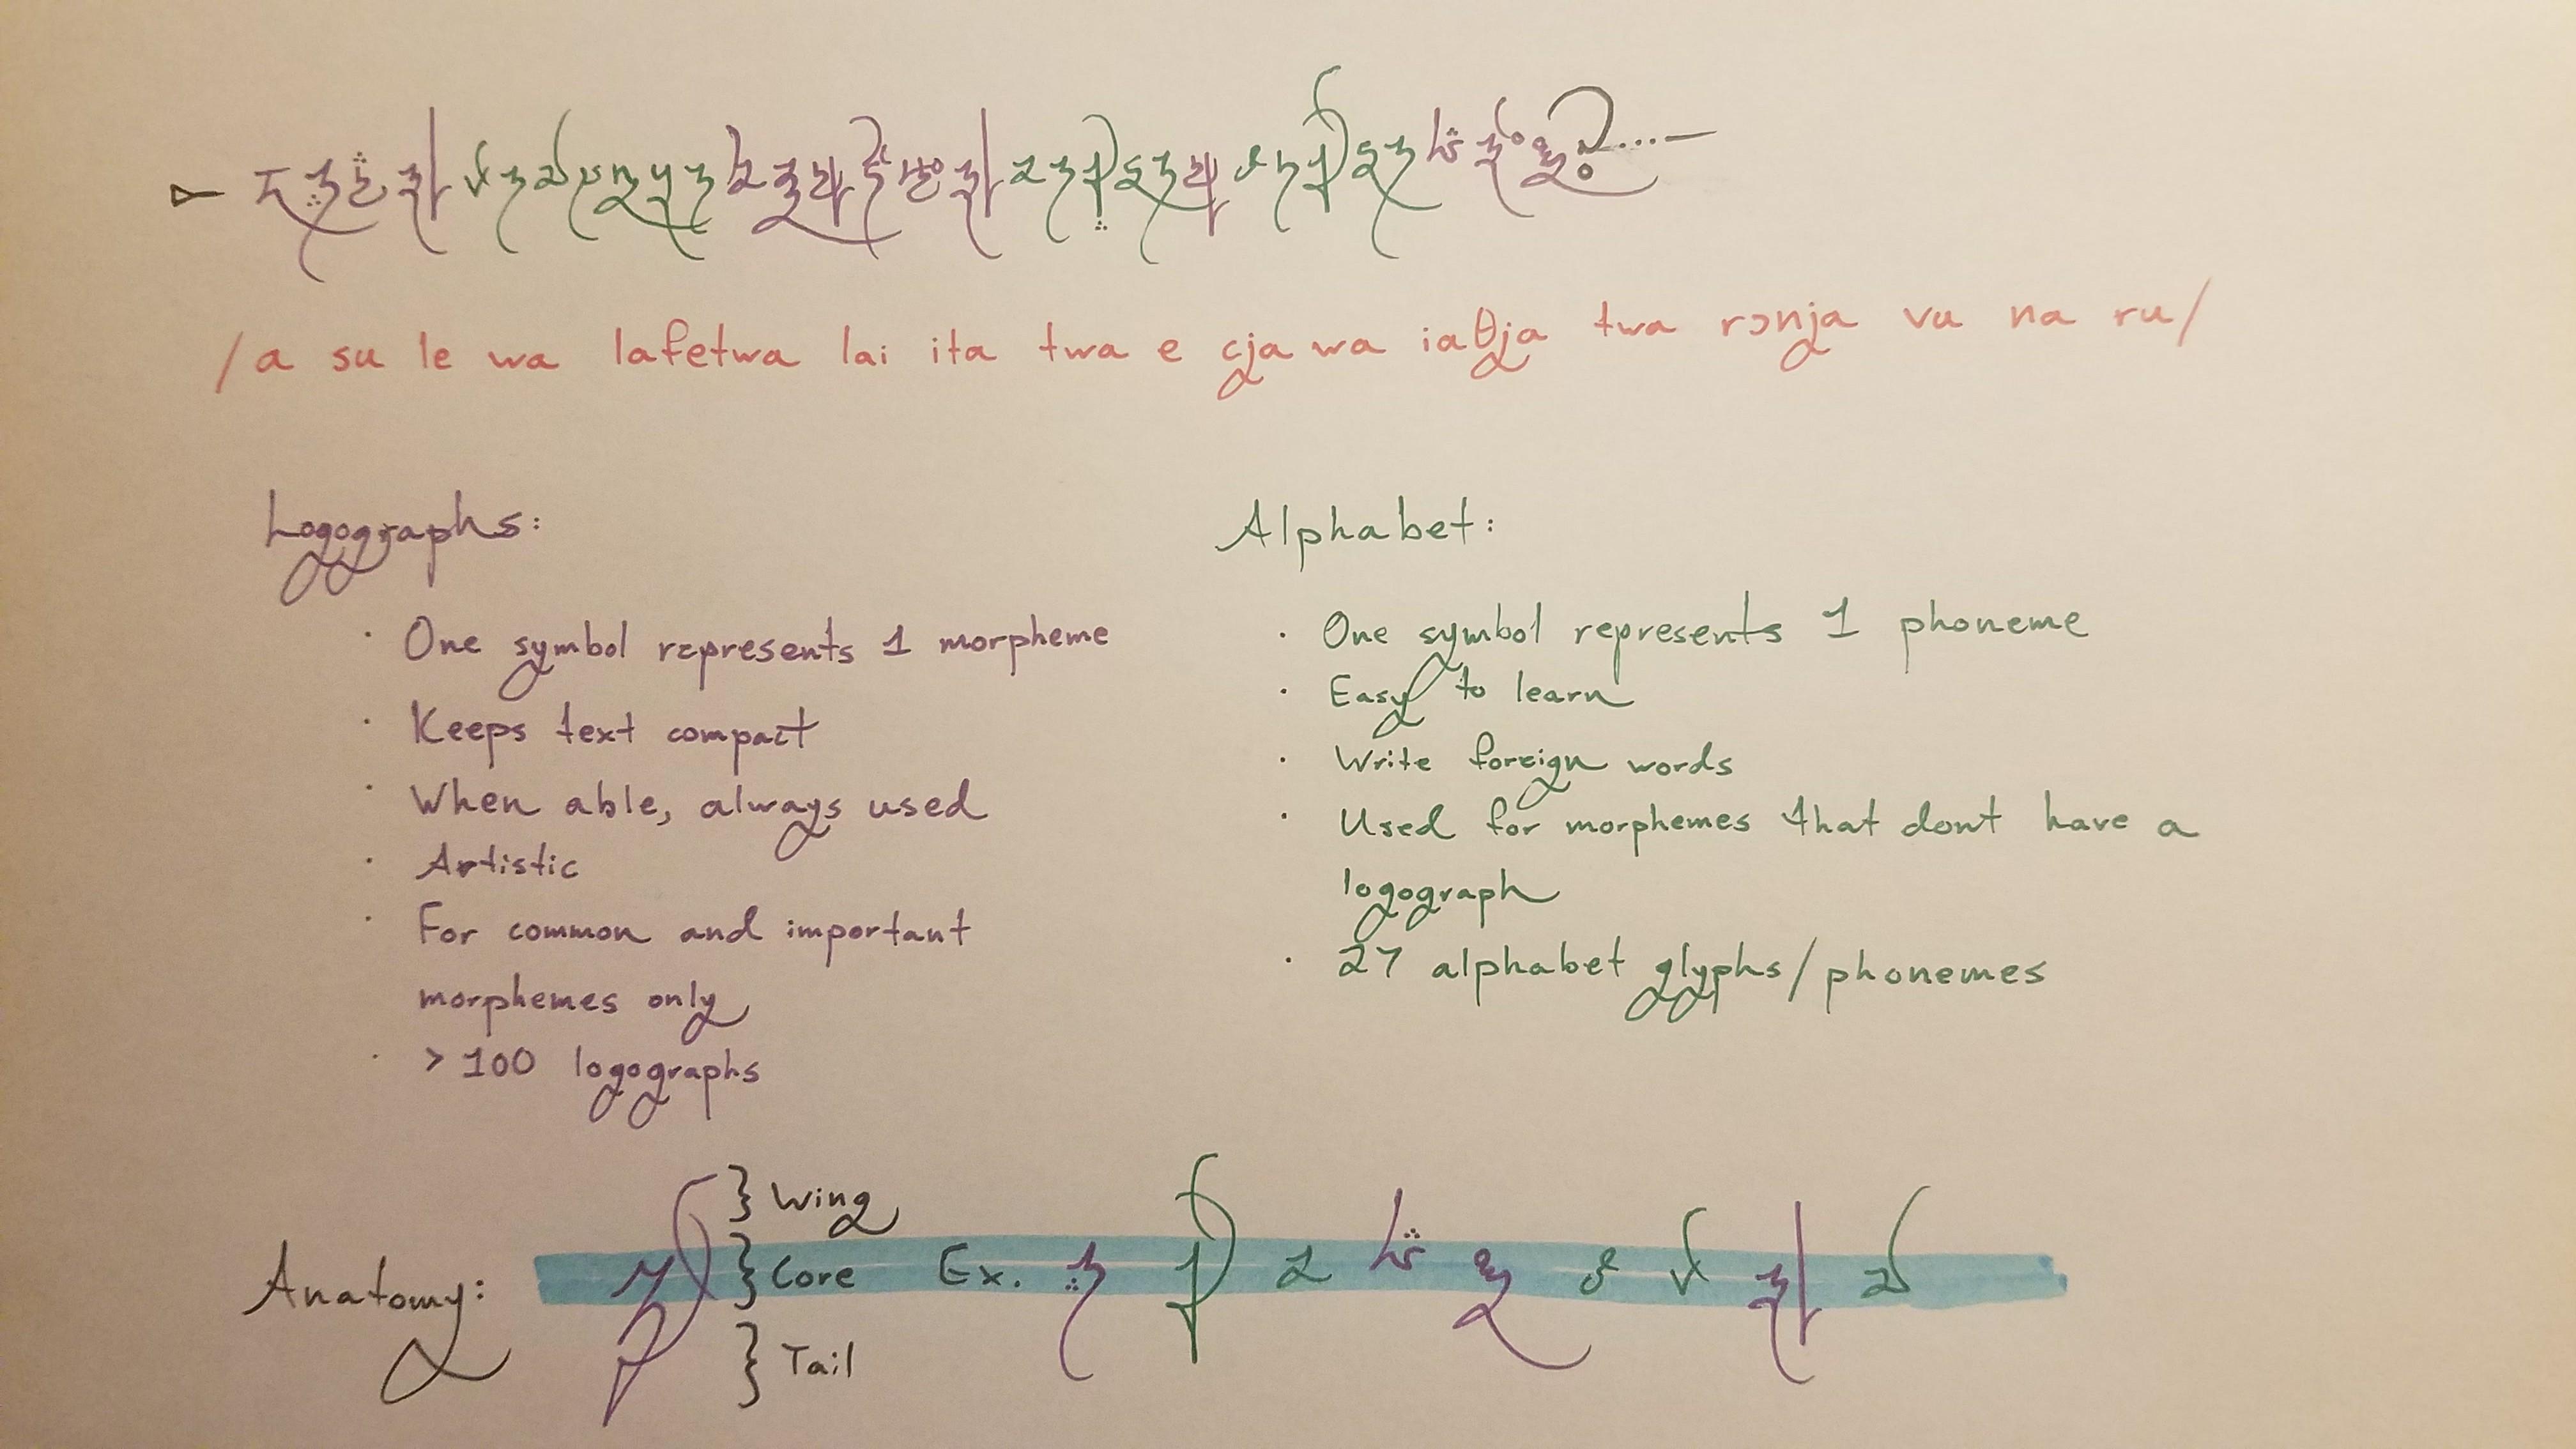 /a su le wa lafetwa lai ita twa e çja wa iaθja twa rɔnja vu na ru/
Logographs:
· One symbol represents 1 morpheme
· Keeps text compact
· When able, always used
· Artistic
· For common and important
morphemes only
· > 100 logographs
Alphabet:
· One symbol represents 1 phoneme
· Easy to learn
· Write foreign words
· Used for morphemes that dont have a
logograph
· 27 alphabet glyphs/phonemes
Anatomy:
} Wing
} Core Ex.
} Tail